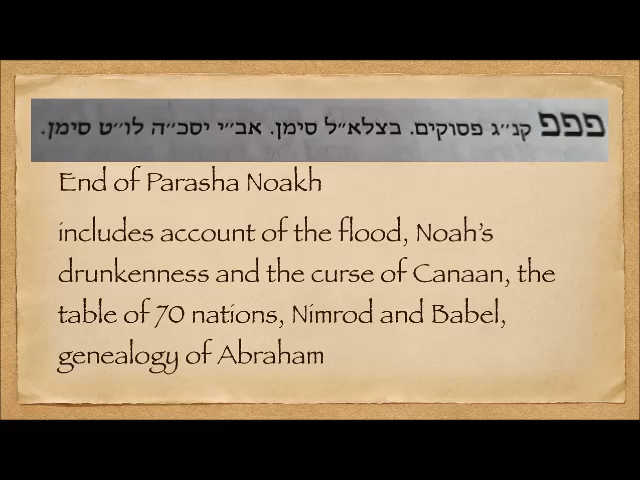 פפפ קנ״ג פסוקים. בצלא״ל סימן. אב״י יסכ״ה לו״ט סימן.
End of Parasha Noakh
includes account of the flood, Noah's
drunkenness and the curse of Canaan, the
table of 70 nations, Nimrod and Babel,
genealogy of Abraham